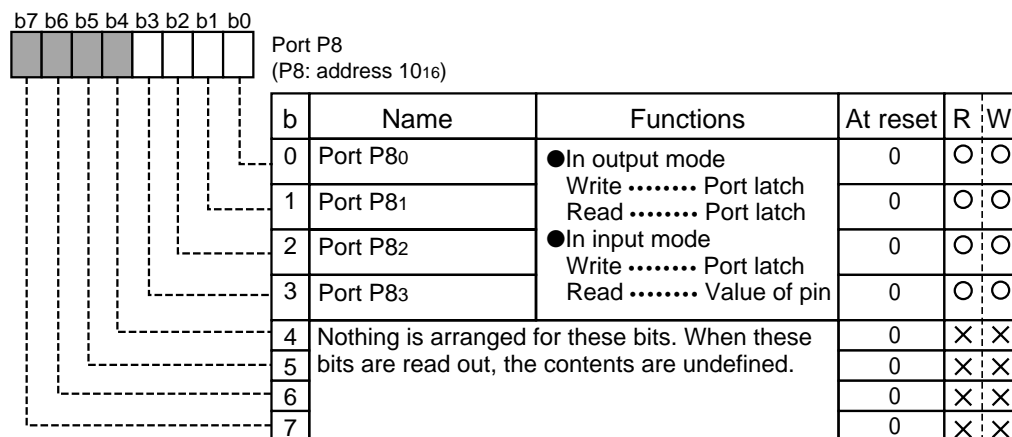 b7 b6 b5 b4 b3 b2 b1 b0
Port P8
(P8: address 1016)
b Name Functions At reset R W
0 Port P80 0 O O
1 Port P81 0 O O
2 Port P82 0 O O
3 Port P83 0 O O
●In output mode
Write •••••••• Port latch
Read •••••••• Port latch
●In input mode
Write •••••••• Port latch
Read •••••••• Value of pin
4 Nothing is arranged for these bits. When these 0 × ×
5 bits are read out, the contents are undefined. 0 × ×
6 0 × ×
7 0 × ×